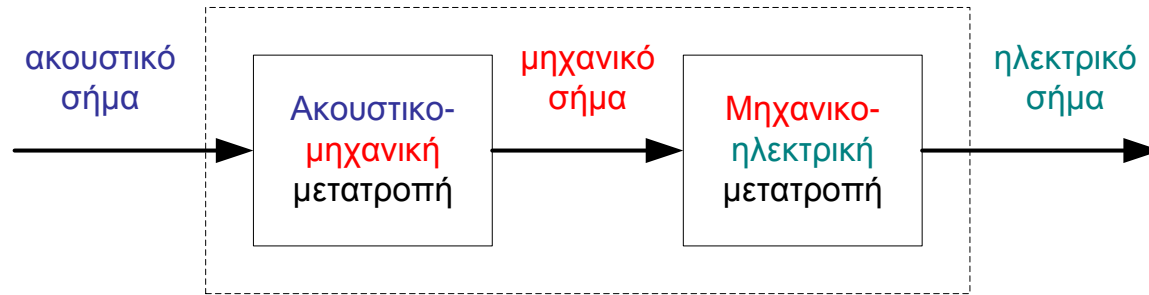 ακουστικό
σήμα
Ακουστικο-
μηχανική
μετατροπή
μηχανικό
σήμα
Μηχανικο-
ηλεκτρική
μετατροπή
ηλεκτρικό
σήμα